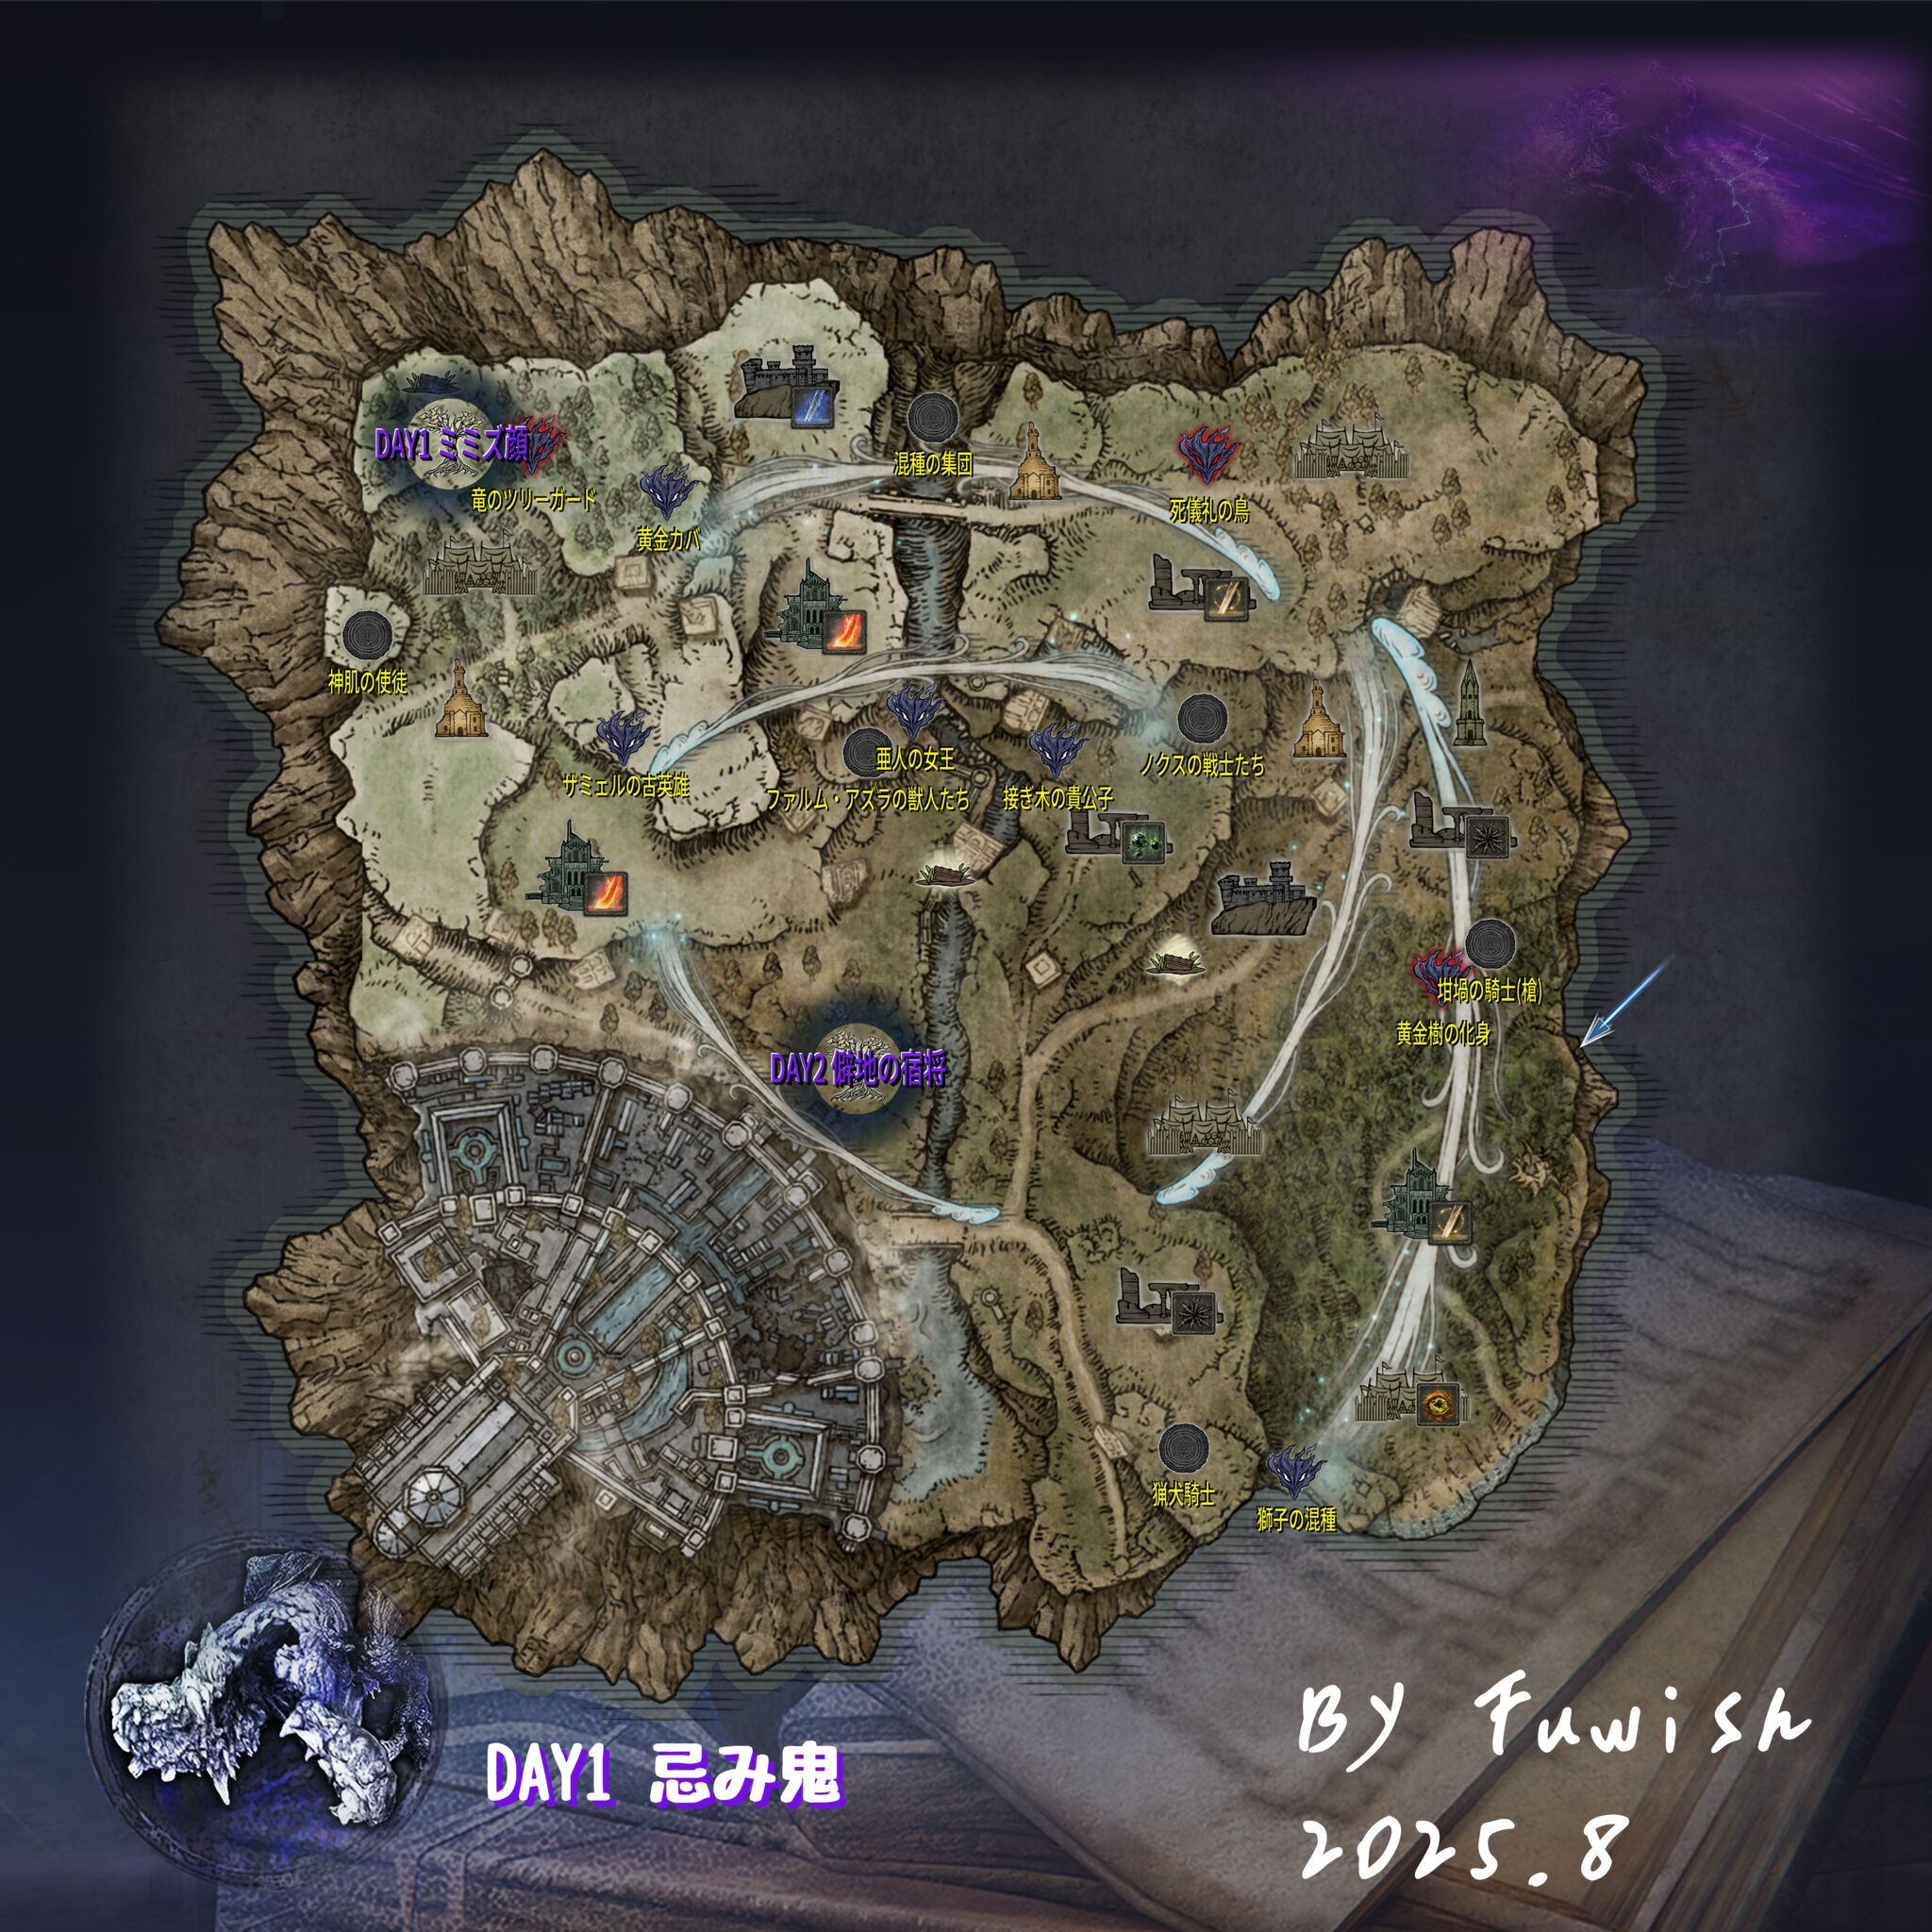 混種の集団
DAY1 ミミズ顔
竜のツリーガード
死儀礼の鳥
黄金カバ
神肌の使徒
亜人の女王
ノクスの戦士たち
ザミェルの古英雄
ファルム・アズラの獣人たち
接ぎ木の貴公子
坩堝の騎士(槍)
黄金樹の化身
DAY2 僻地の宿将
猟犬騎士
獅子の混種
DAY1 忌み鬼
BY Fuwish
2025.8